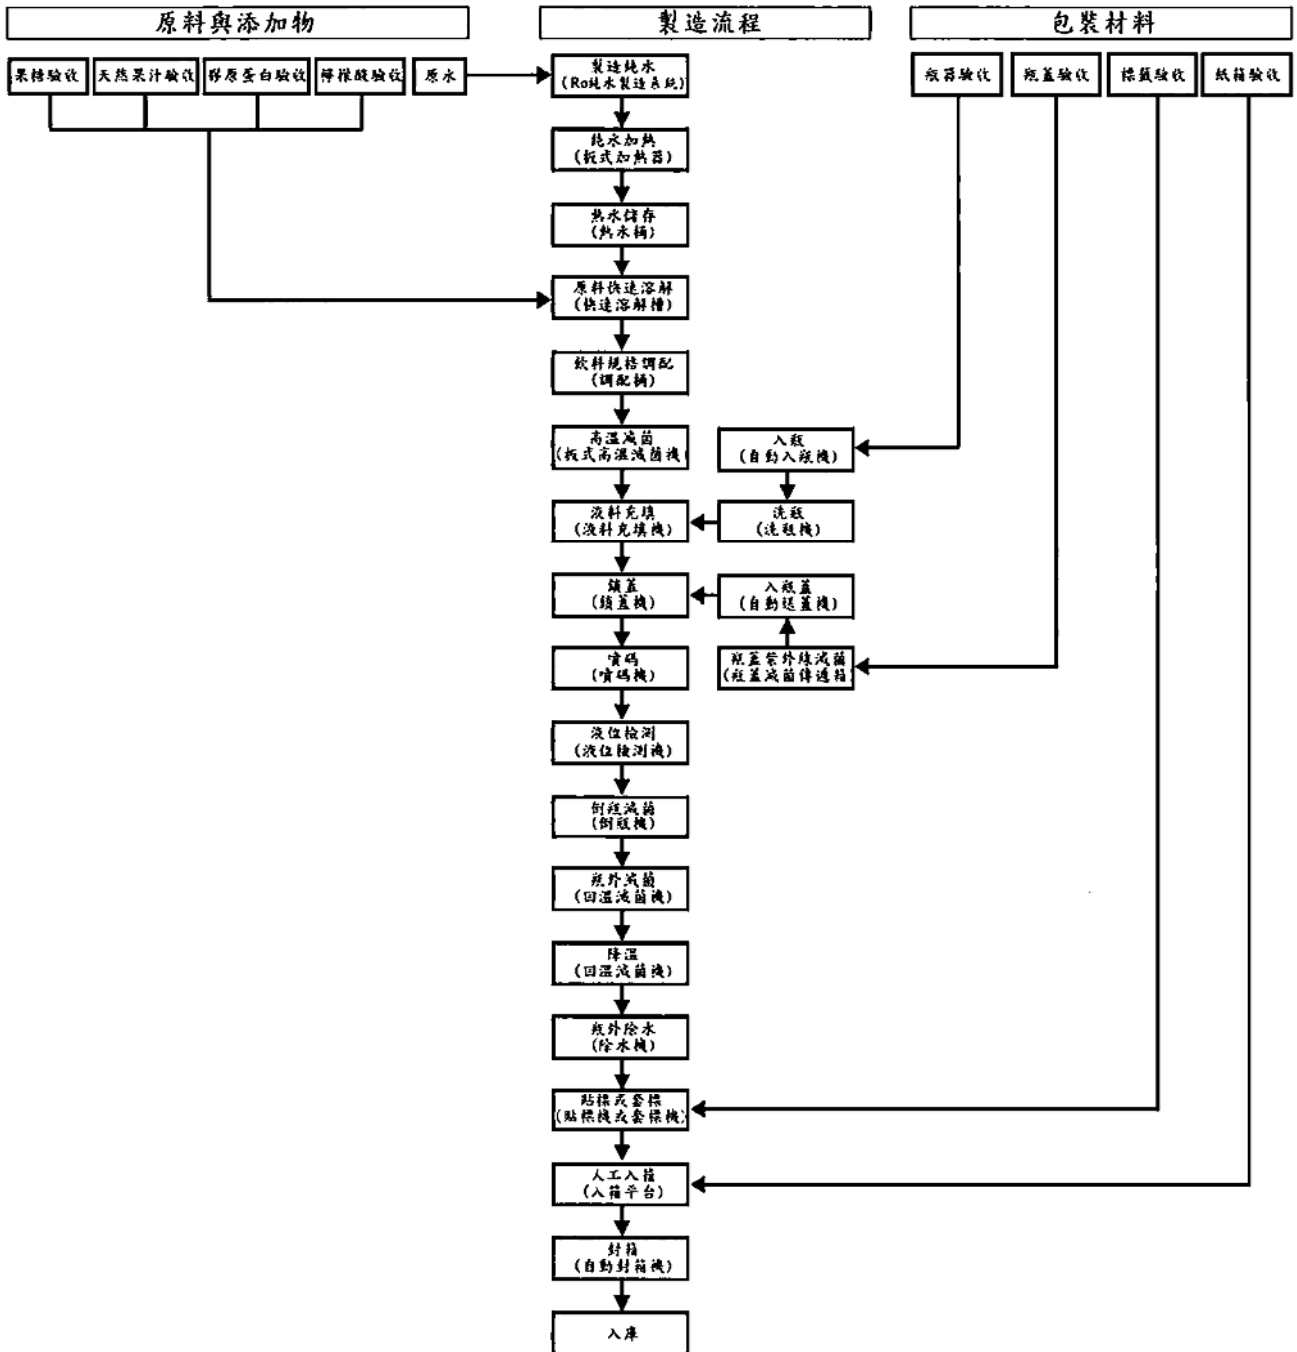 原料與添加物
製造流程
包裝材料
果糖驗收
天然果汁驗收
膠原蛋白驗收
檸檬酸驗收
原水
製造純水
(Ro純水製造系統)
瓶器驗收
瓶蓋驗收
標籤驗收
紙箱驗收
純水加熱
(板式加熱器)
熱水儲存
(熱水桶)
原料快速溶解
(快速溶解槽)
飲料規格調配
(調配桶)
高溫滅菌
(板式高溫滅菌機)
入瓶
(自動入瓶機)
液料充填
(液料充填機)
洗瓶
(洗瓶機)
鎖蓋
(鎖蓋機)
入瓶蓋
(自動送蓋機)
噴碼
(噴碼機)
瓶蓋紫外線滅菌
(瓶蓋滅菌傳遞箱)
液位檢測
(液位檢測機)
倒瓶滅菌
(倒瓶機)
瓶外滅菌
(回溫滅菌機)
降溫
(回溫滅菌機)
瓶外除水
(除水機)
貼標或套標
(貼標機或套標機)
人工入箱
(入箱平台)
封箱
(自動封箱機)
入庫